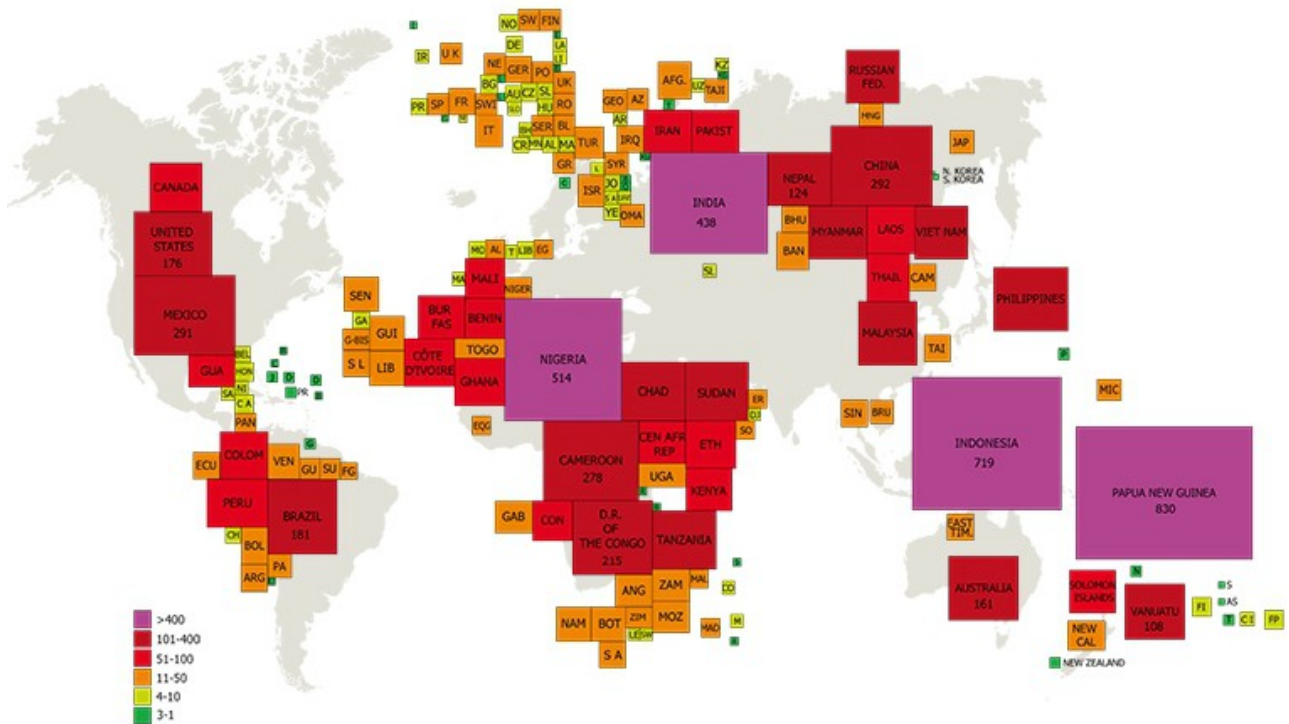 NO
SW
FIN
IR
U K
DE
LA
LI
NE
GER
PO
UK
BG
AU
CZ
SL
PR
SP
FR
SWI
SLO
HU
RO
IT
BH
SER
BL
CR
MN
AL
MA
TUR
GR
C
GEO
AZ
AR
IRQ
L
SYR
ISR
JO
S A
YE
OMA
AFG.
UZ
KZ
TAJI
T
IRAN
PAKIST
RUSSIAN
FED.
MNG
CHINA
292
JAP
N. KOREA
S. KOREA
NEPAL
124
INDIA
438
BHU
BAN
MYANMAR
LAOS
VIET NAM
THAIL
CAM
MALAYSIA
SL
PHILIPPINES
TAI
P
MIC
SIN
BRU
INDONESIA
719
PAPUA NEW GUINEA
830
EAST
TIM.
AUSTRALIA
161
SOLOMON
ISLANDS
N
VANUATU
108
NEW
CAL
FI
S
AS
T
C I
FP
NEW ZEALAND
CANADA
UNITED
STATES
176
MEXICO
291
GUA
BEL
HON
NI
SA
C A
PAN
C
J
D
D
PR
G
COLOM
ECU
VEN
GU
SU
FG
PERU
BRAZIL
181
CH
BOL
PA
ARG
MO
AL
T
LIB
EG
MA
MALI
NIGER
SEN
GA
G-BIS
GUI
S L
LIB
BUR
FAS
BENIN
CÔTE
D'IVOIRE
TOGO
GHANA
NIGERIA
514
EQG
CHAD
SUDAN
ER
DJ
SO
CEN AFR
REP
ETH
CAMEROON
278
UGA
KENYA
GAB
CON
D.R.
OF
THE CONGO
215
TANZANIA
ANG
ZAM
MAL
NAM
BOT
ZIM
MOZ
LE
SW
S A
MAD
S
CO
M
R
>400
101-400
51-100
11-50
4-10
3-1